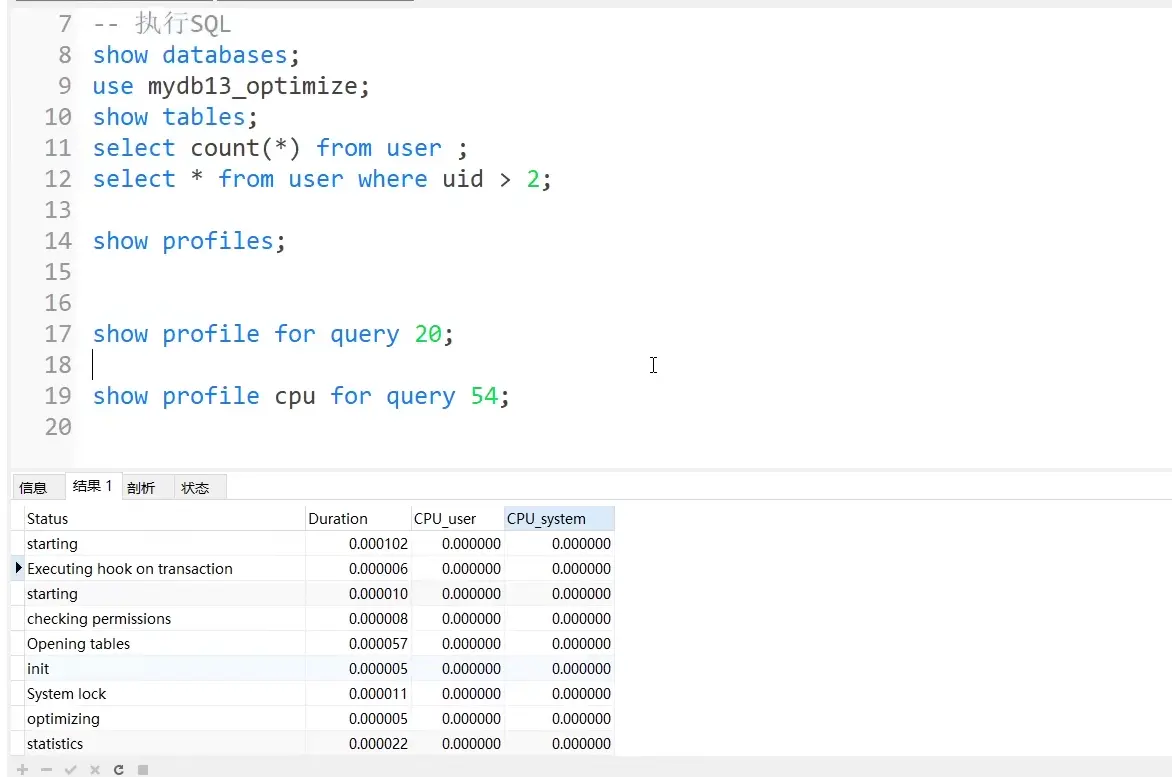 7 -- 执行SQL
8 show databases;
9 use mydb13_optimize;
10 show tables;
11 select count(*) from user ;
12 select * from user where uid > 2;
13
14 show profiles;
15
16
17 show profile for query 20;
18
19 show profile cpu for query 54;
20
信息 结果 1 剖析 状态
Status Duration CPU_user CPU_system
starting 0.000102 0.000000 0.000000
Executing hook on transaction 0.000006 0.000000 0.000000
starting 0.000010 0.000000 0.000000
checking permissions 0.000008 0.000000 0.000000
Opening tables 0.000057 0.000000 0.000000
init 0.000005 0.000000 0.000000
System lock 0.000011 0.000000 0.000000
optimizing 0.000005 0.000000 0.000000
statistics 0.000022 0.000000 0.000000